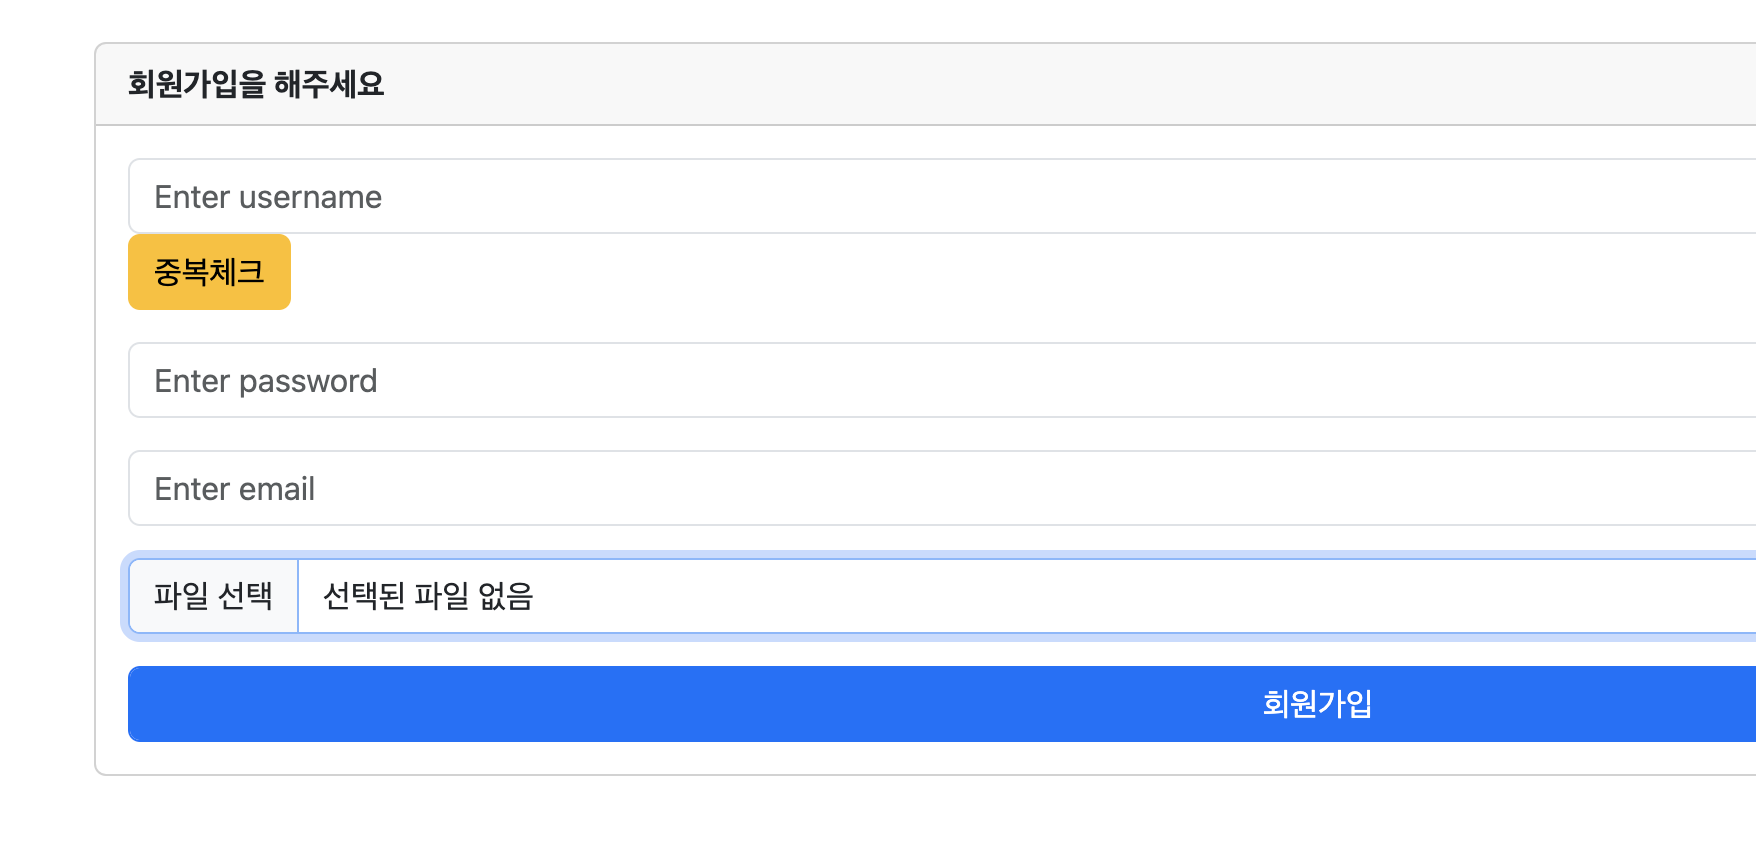 회원가입을 해주세요
Enter username
중복체크
Enter password
Enter email
파일 선택 선택된 파일 없음
회원가입